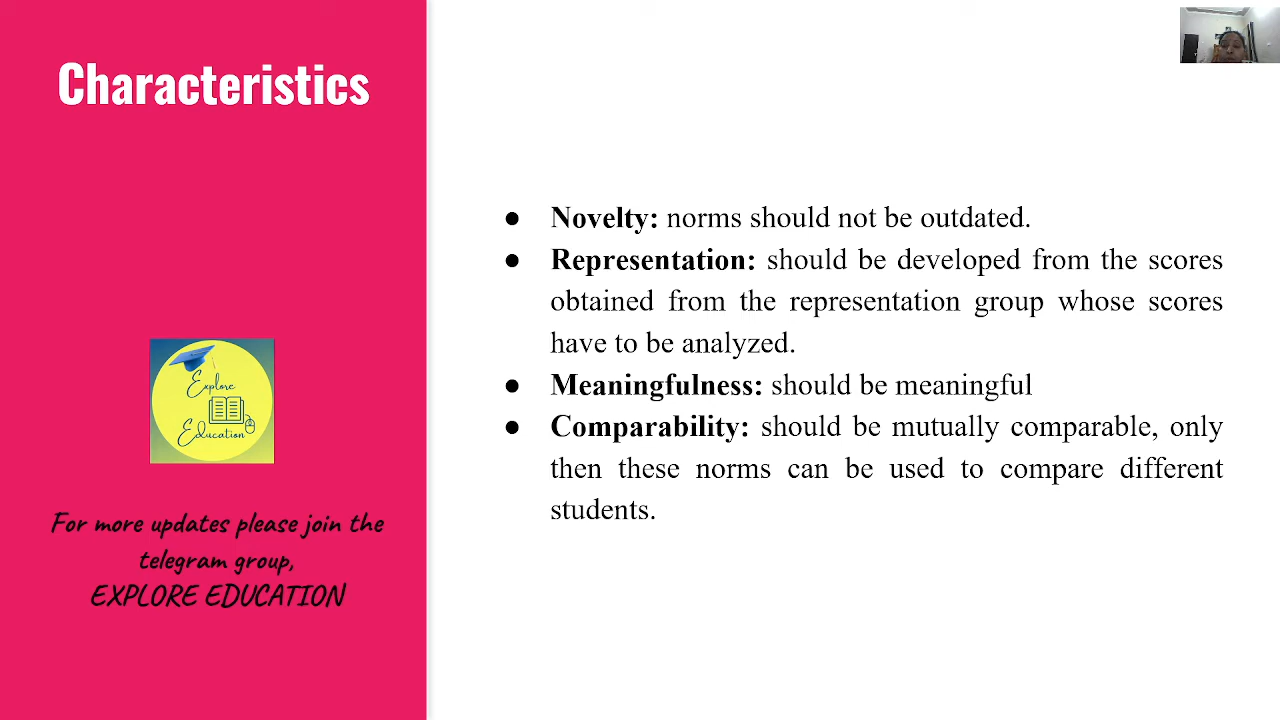 Characteristics
Explore
Education
For more updates please join the
telegram group,
EXPLORE EDUCATION
● Novelty: norms should not be outdated.
● Representation: should be developed from the scores
obtained from the representation group whose scores
have to be analyzed.
● Meaningfulness: should be meaningful
● Comparability: should be mutually comparable, only
then these norms can be used to compare different
students.